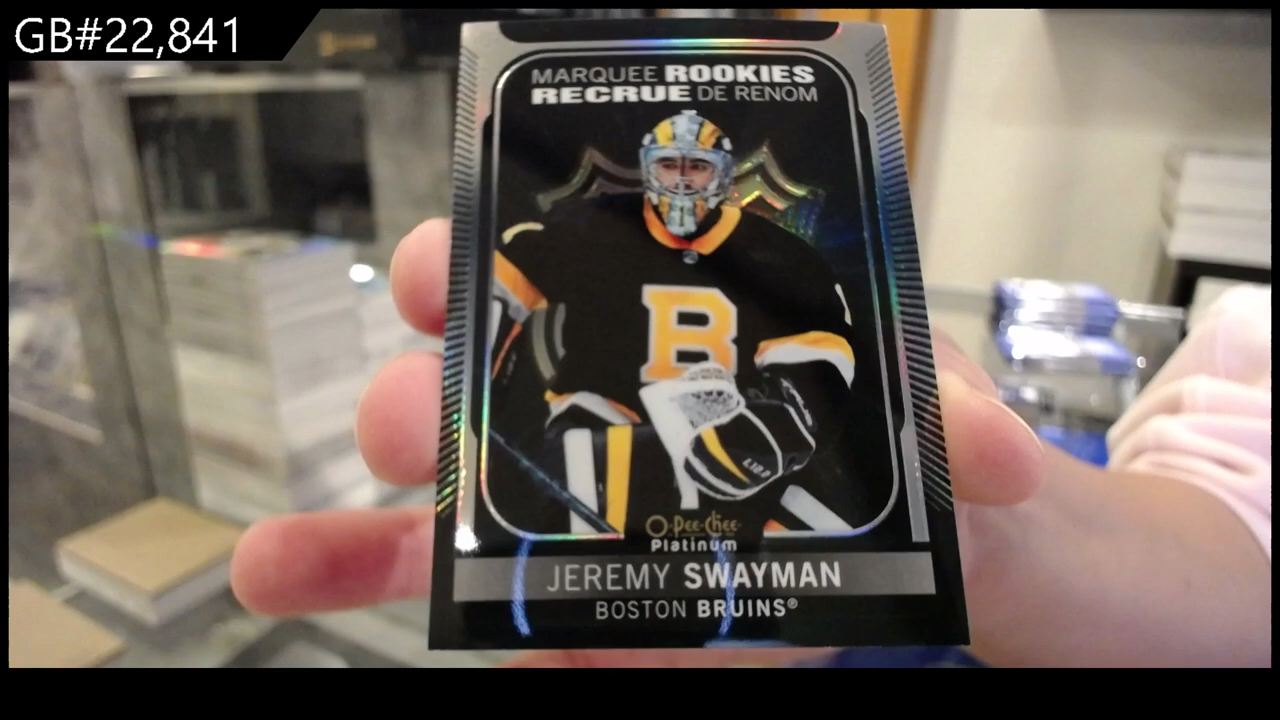 GB#22,841
MARQUEE ROOKIES
RECRUE DE RENOM
B
O-Pee-Chee
Platinum
JEREMY SWAYMAN
BOSTON BRUINS®